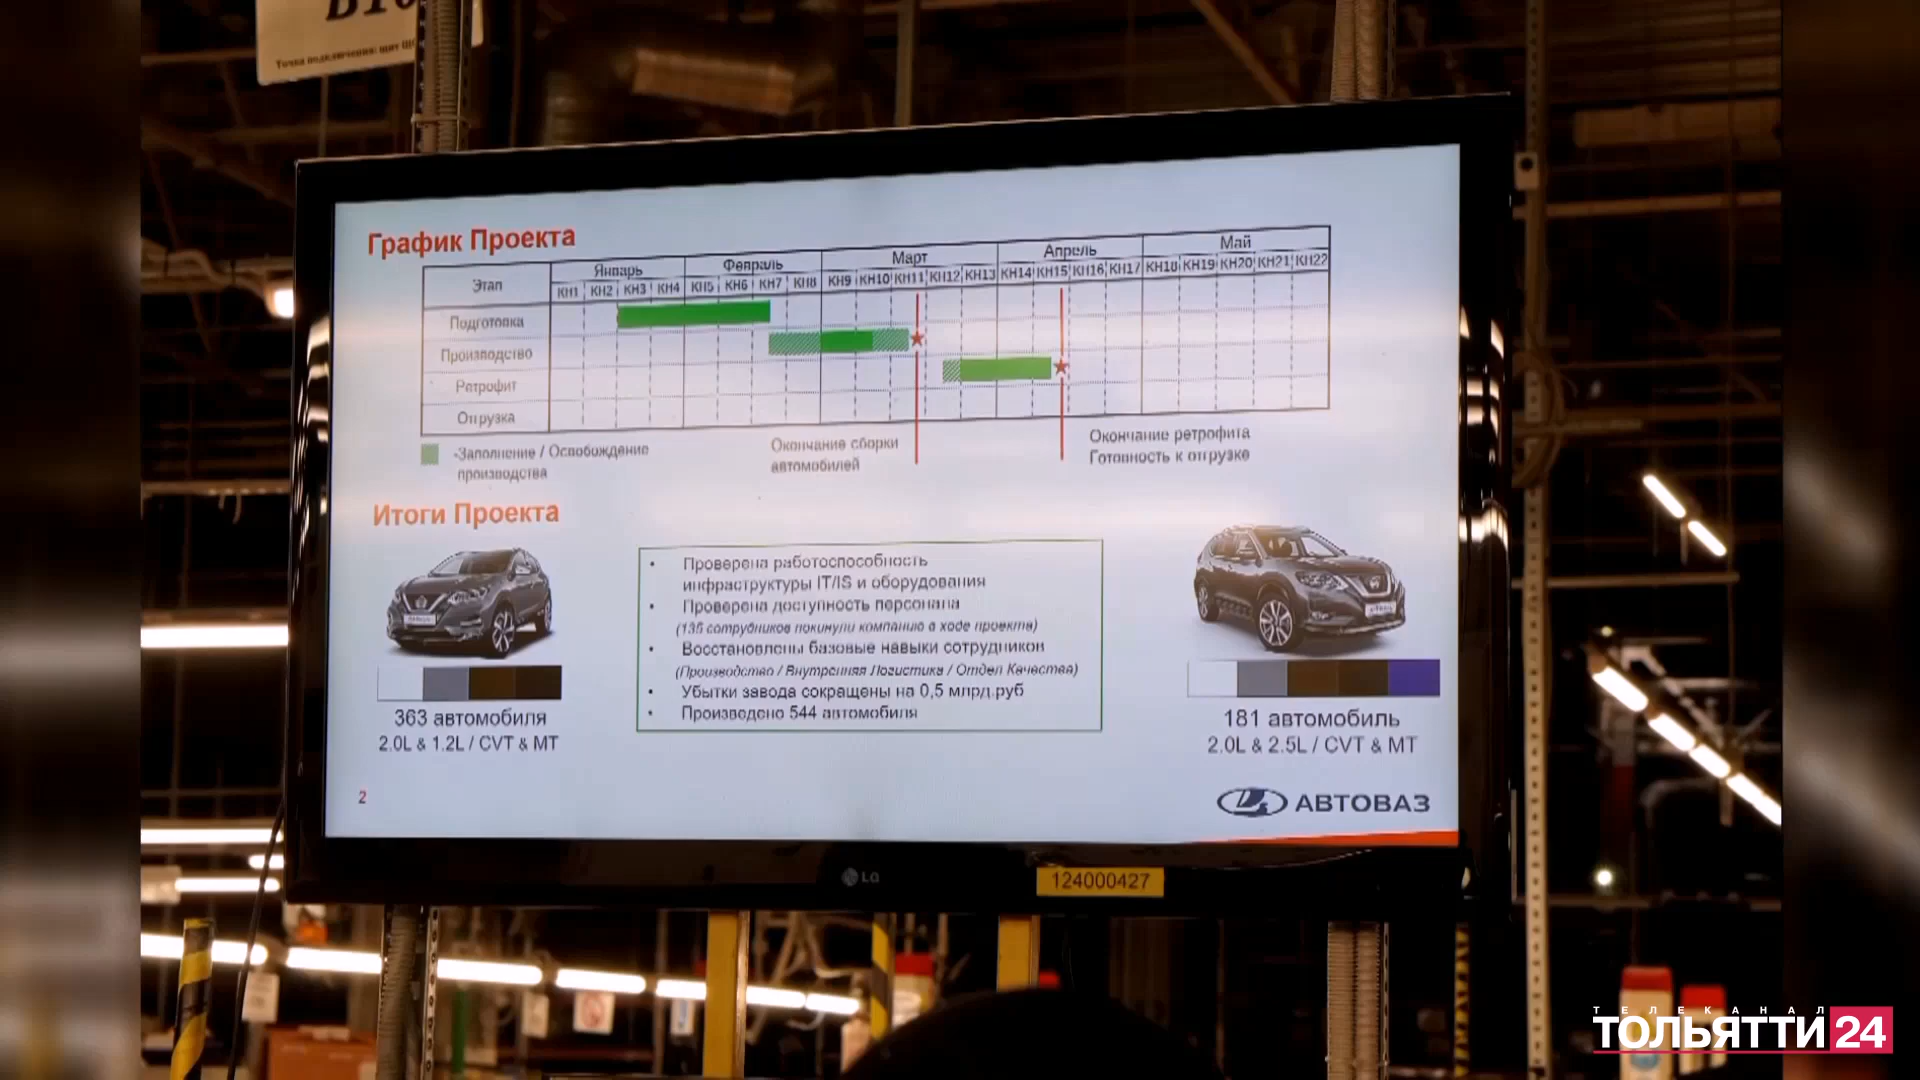 Точка подключения: щит
График Проекта
Этап
Январь Февраль Март Апрель Май
КН1 КН2 КН3 КН4 КН5 КН6 КН7 КН8 КН9 КН10 КН11 КН12 КН13 КН14 КН15 КН16 КН17 КН18 КН19 КН20 КН21 КН22
Подготовка
Производство
Ретрофит
Отгрузка
-Заполнение / Освобождение
производства
Окончание сборки
автомобилей
Окончание ретрофита
Готовность к отгрузке
Итоги Проекта
• Проверена работоспособность
инфраструктуры IT/IS и оборудования
• Проверена доступность персонала
(135 сотрудников покинули компанию в ходе проекта)
• Восстановлены базовые навыки сотрудников
(Производство / Внутренняя Логистика / Отдел Качества)
• Убытки завода сокращены на 0,5 млрд.руб
• Произведено 544 автомобиля
363 автомобиля
2.0L & 1.2L / CVT & MT
181 автомобиль
2.0L & 2.5L / CVT & MT
2
АВТОВАЗ
LG
124000427
ТЕЛЕКАНАЛ
ТОЛЬЯТТИ 24